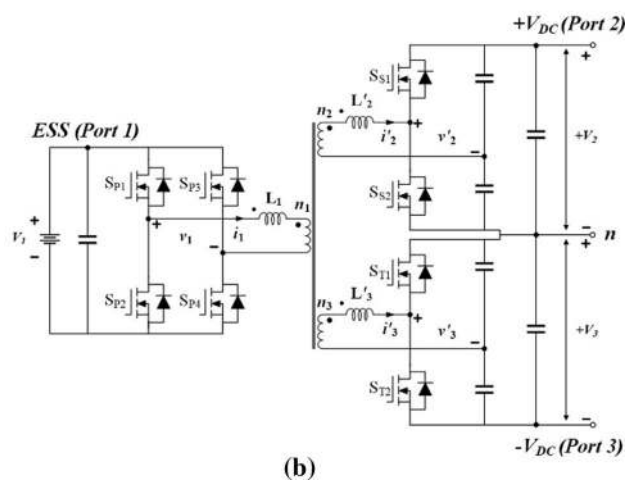 +V_DC (Port 2)
S_S1
+
n_2
L'_2
+V_2
ESS (Port 1)
i'_2
+
v'_2
−
S_P1
S_P3
S_S2
L_1
n_1
−
n
+
V_1
−
+
v_1
−
i_1
+
S_T1
S_P2
S_P4
n_3
L'_3
+V_3
i'_3
+
v'_3
−
S_T2
−
-V_DC (Port 3)
(b)